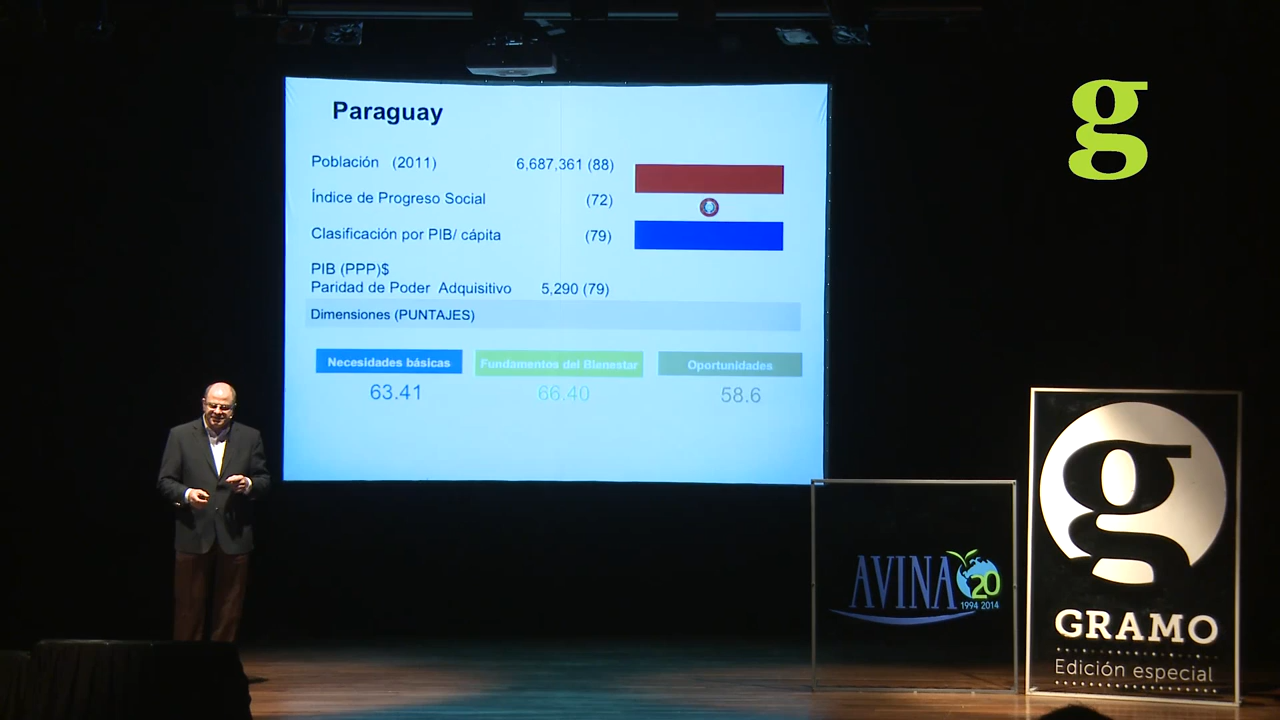 Paraguay
Población (2011) 6,687,361 (88)
Índice de Progreso Social (72)
Clasificación por PIB/ cápita (79)
PIB (PPP)$
Paridad de Poder Adquisitivo 5,290 (79)
Dimensiones (PUNTAJES)
Necesidades básicas Fundamentos del Bienestar Oportunidades
63.41 66.40 58.6
g
g
AVINA 20
1994 2014
GRAMO
Edición especial